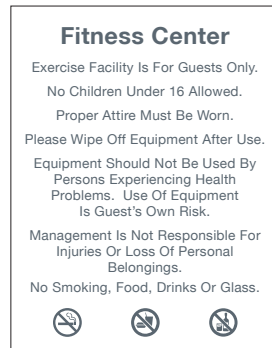 Fitness Center
Exercise Facility Is For Guests Only.
No Children Under 16 Allowed.
Proper Attire Must Be Worn.
Please Wipe Off Equipment After Use.
Equipment Should Not Be Used By
Persons Experiencing Health
Problems.  Use Of Equipment
Is Guest's Own Risk.
Management Is Not Responsible For
Injuries Or Loss Of Personal
Belongings.
No Smoking, Food, Drinks Or Glass.